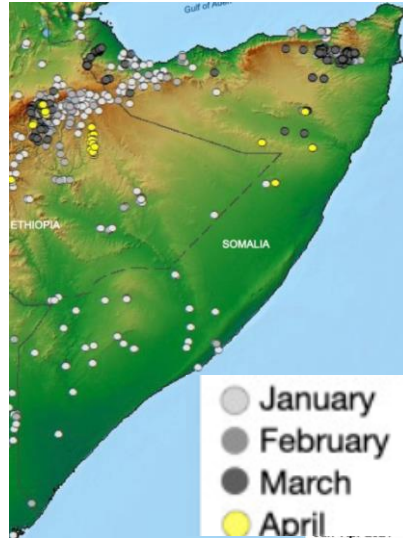 Gulf of Aden
ETHIOPIA
SOMALIA
January
February
March
April